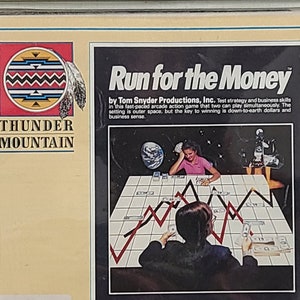 THUNDER
MOUNTAIN
Run for the Money™
by Tom Snyder Productions, Inc. Test strategy and business skills
in this fast-paced arcade action game that two can play simultaneously. The
setting is outer space, but the key to winning is down-to-earth dollars and
business sense.